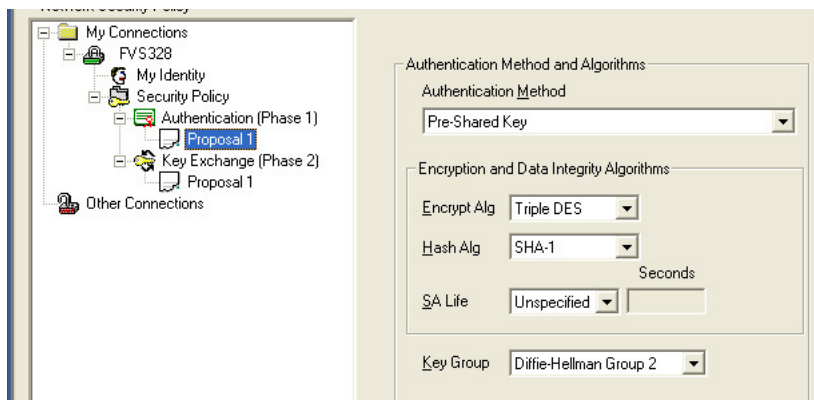 Network Security Policy
My Connections
FVS328
My Identity
Security Policy
Authentication (Phase 1)
Proposal 1
Key Exchange (Phase 2)
Proposal 1
Other Connections
Authentication Method and Algorithms
Authentication Method
Pre-Shared Key
Encryption and Data Integrity Algorithms
Encrypt Alg Triple DES
Hash Alg SHA-1
Seconds
SA Life Unspecified
Key Group Diffie-Hellman Group 2